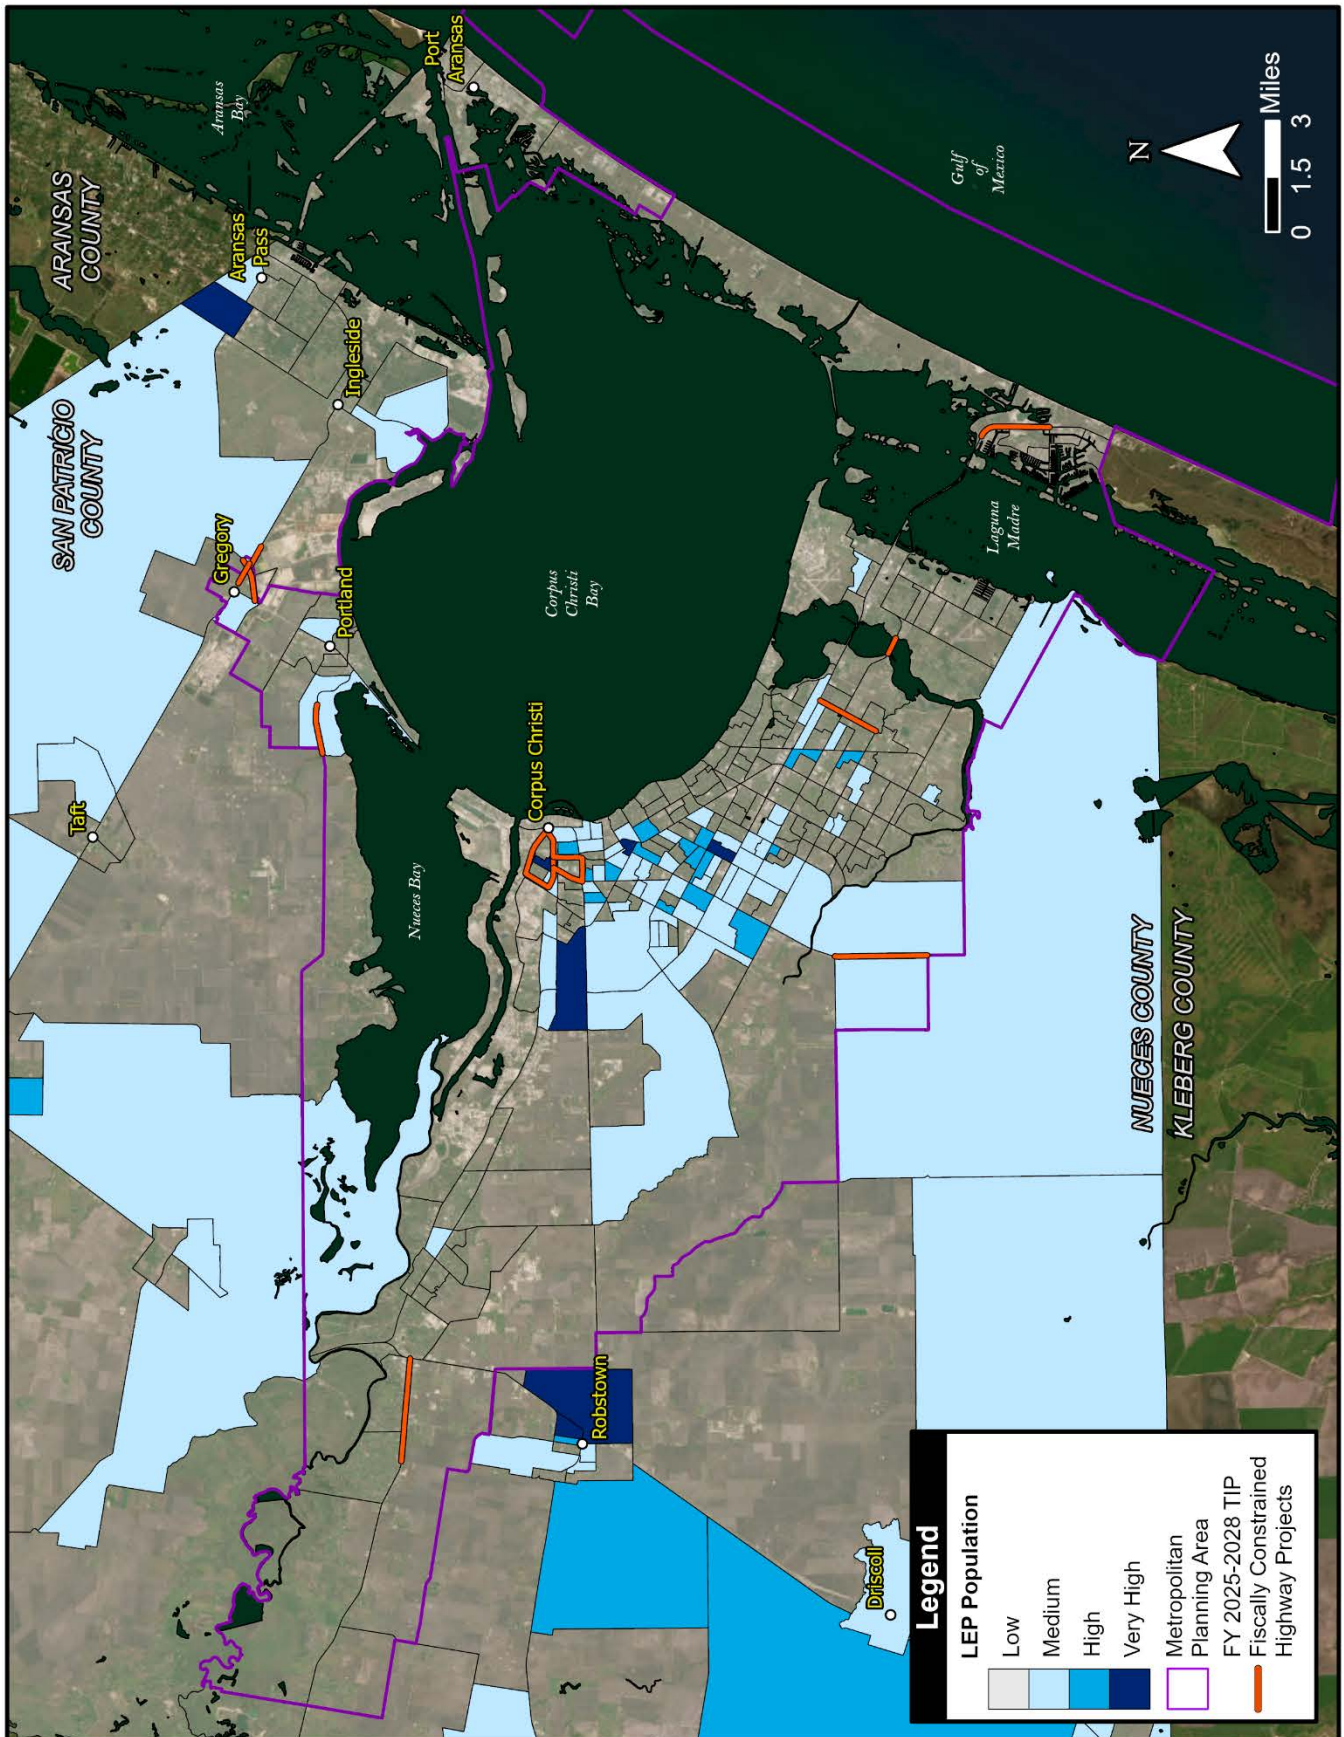 ARANSAS
COUNTY
Aransas
Bay
Port
Aransas
Aransas
Pass
SAN PATRICIO
COUNTY
Ingleside
Gregory
Portland
Taft
Nueces Bay
Corpus
Christi
Bay
Corpus Christi
Gulf
of
Mexico
Laguna
Madre
NUECES COUNTY
KLEBERG COUNTY
Robstown
Driscoll
N
Miles
0 1.5 3
Legend
LEP Population
Low
Medium
High
Very High
Metropolitan
Planning Area
FY 2025-2028 TIP
Fiscally Constrained
Highway Projects